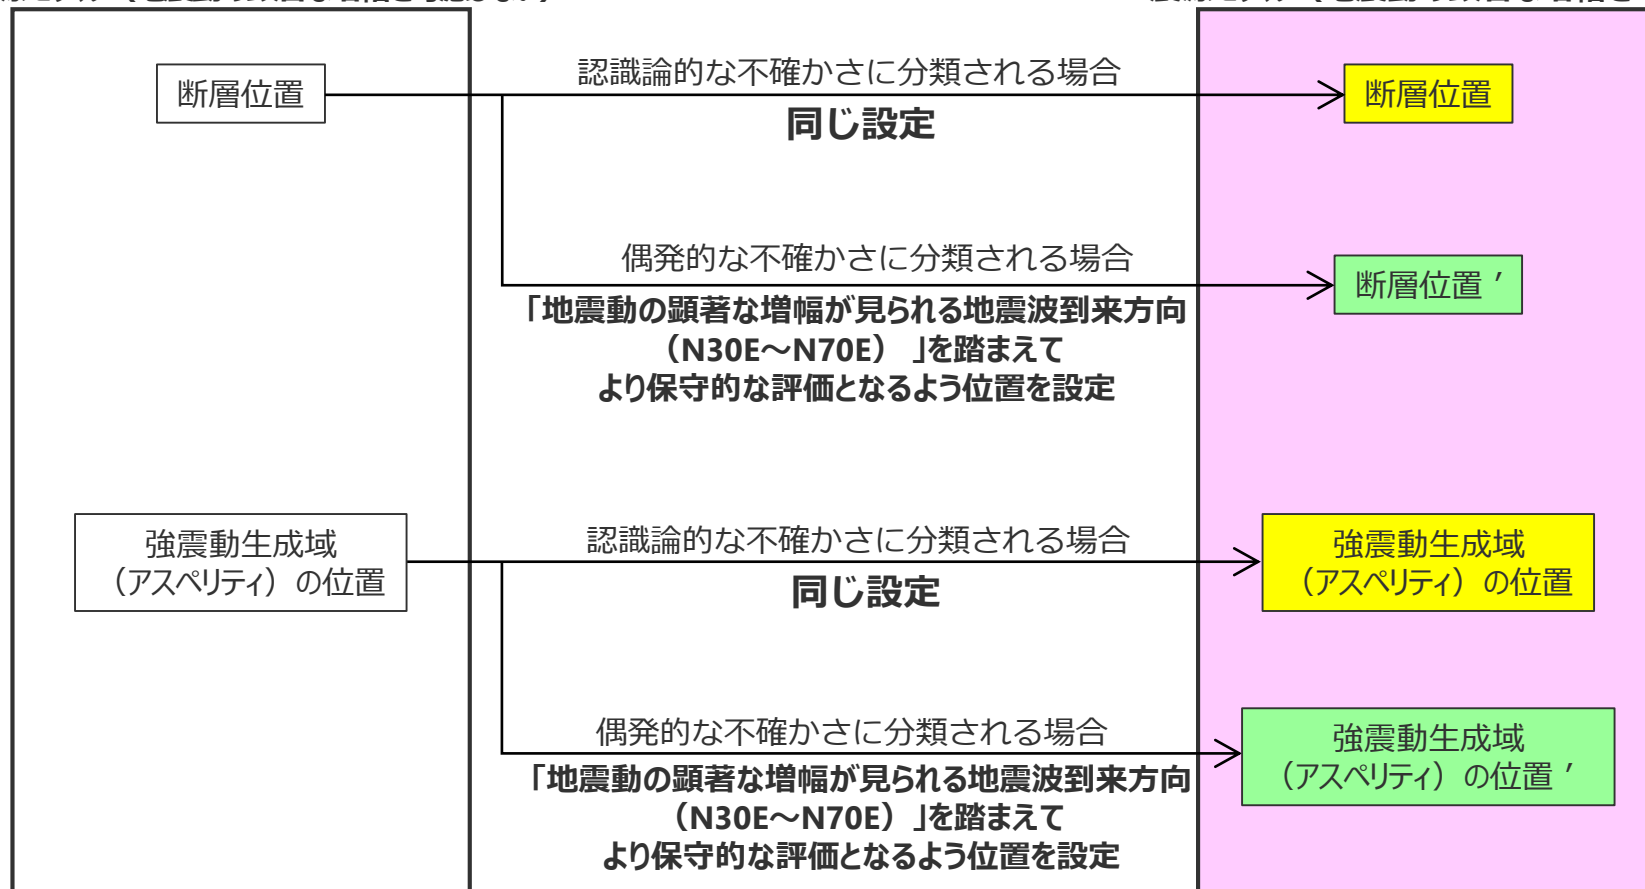 断層位置
認識論的な不確かさに分類される場合
同じ設定
断層位置
偶発的な不確かさに分類される場合
「地震動の顕著な増幅が見られる地震波到来方向
（N30E～N70E） 」を踏まえて
より保守的な評価となるよう位置を設定
断層位置 ′
強震動生成域
（アスペリティ）の位置
認識論的な不確かさに分類される場合
同じ設定
強震動生成域
（アスペリティ）の位置
偶発的な不確かさに分類される場合
「地震動の顕著な増幅が見られる地震波到来方向
（N30E～N70E）」を踏まえて
より保守的な評価となるよう位置を設定
強震動生成域
（アスペリティ）の位置 ′